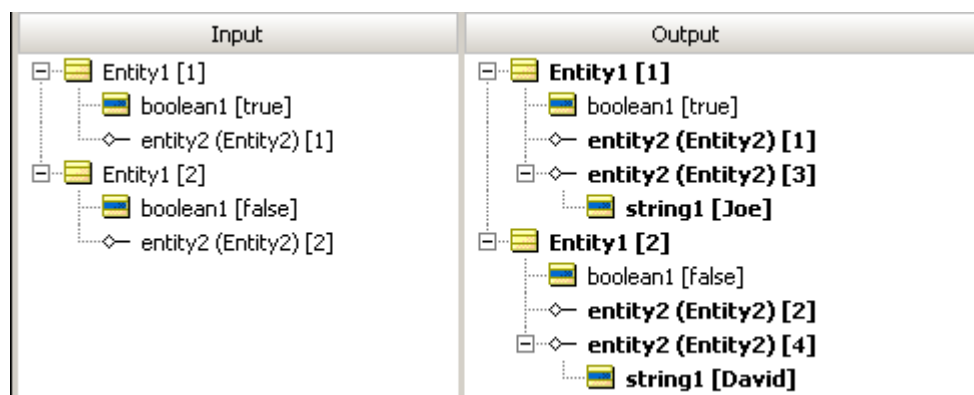 Input
Entity1 [1]
boolean1 [true]
entity2 (Entity2) [1]
Entity1 [2]
boolean1 [false]
entity2 (Entity2) [2]
Output
Entity1 [1]
boolean1 [true]
entity2 (Entity2) [1]
entity2 (Entity2) [3]
string1 [Joe]
Entity1 [2]
boolean1 [false]
entity2 (Entity2) [2]
entity2 (Entity2) [4]
string1 [David]